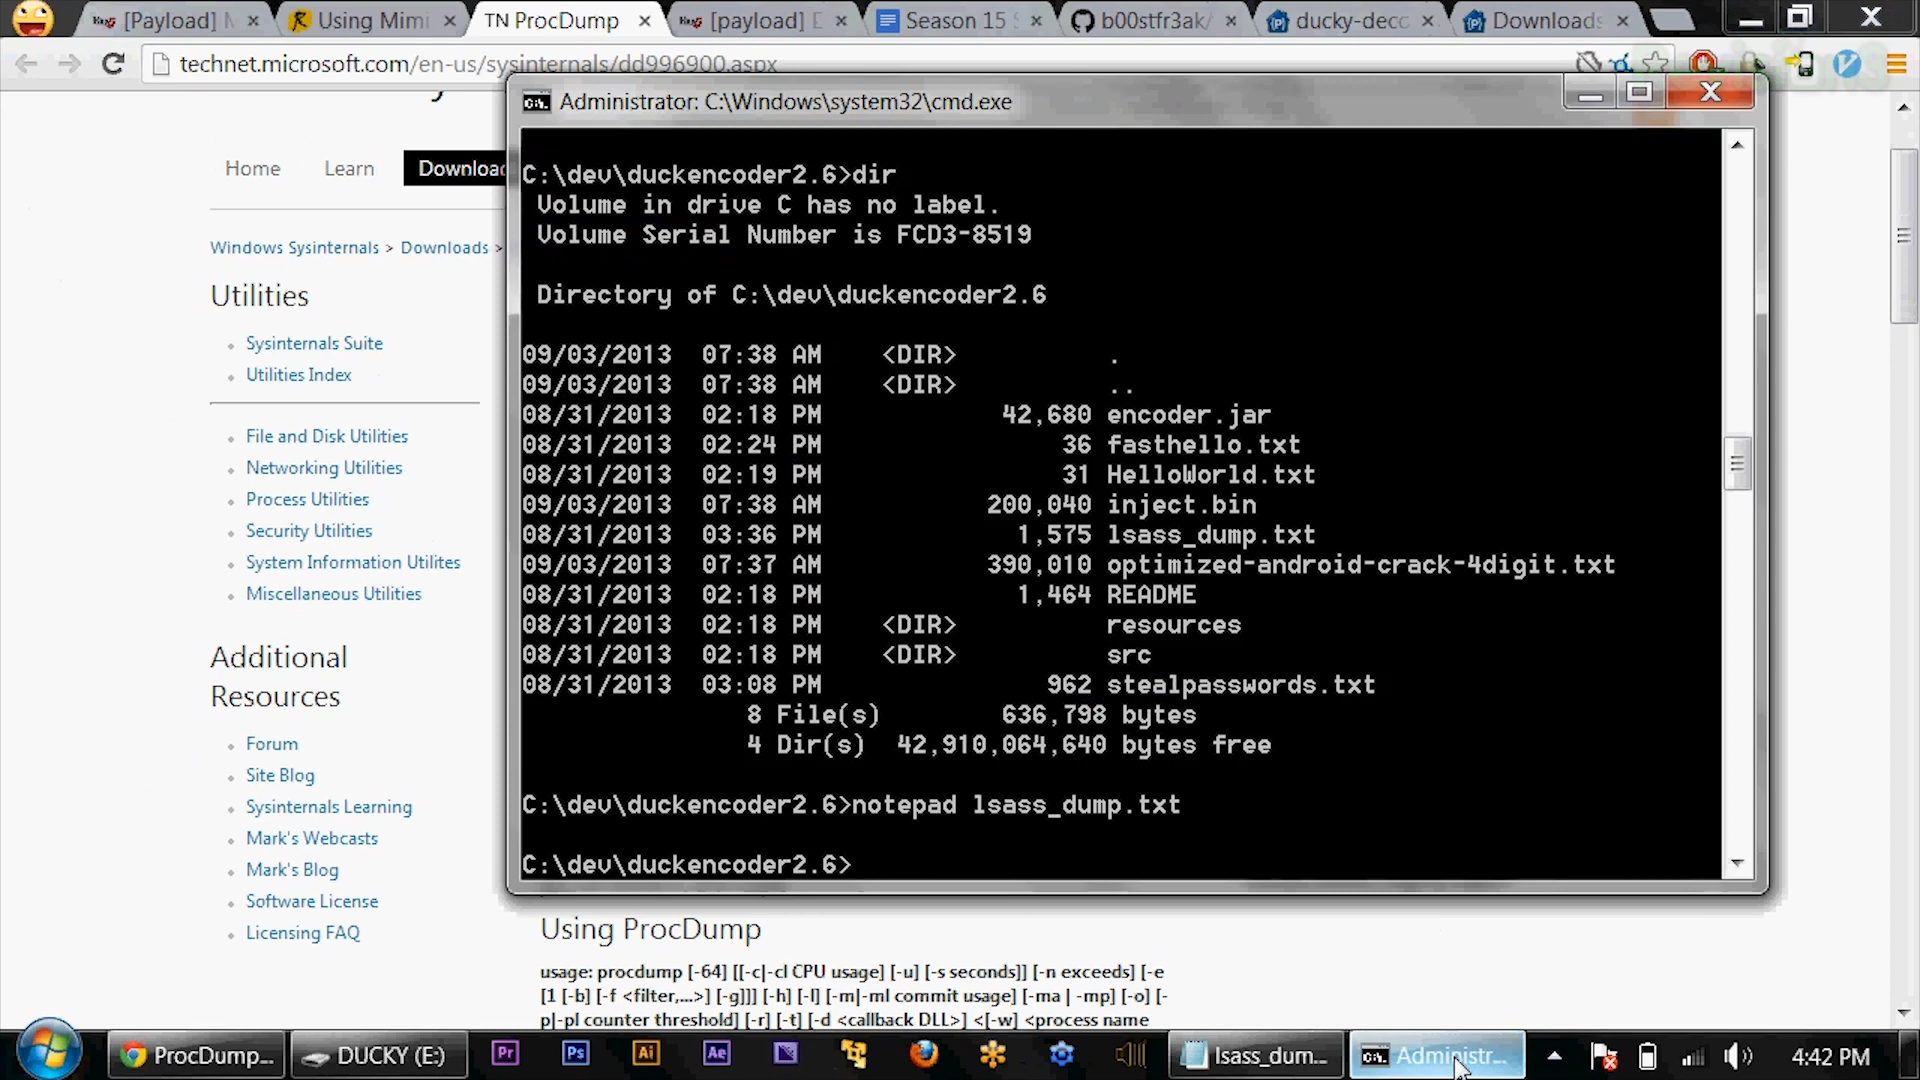 [Payload] M
Using Mimi
TN ProcDump
[payload] D
Season 15 S
b00stfr3ak/
ducky-deco
Downloads
technet.microsoft.com/en-us/sysinternals/dd996900.aspx
Home Learn Download
Windows Sysinternals > Downloads >
Utilities
Sysinternals Suite
Utilities Index
File and Disk Utilities
Networking Utilities
Process Utilities
Security Utilities
System Information Utilites
Miscellaneous Utilities
Additional
Resources
Forum
Site Blog
Sysinternals Learning
Mark's Webcasts
Mark's Blog
Software License
Licensing FAQ
Administrator: C:\Windows\system32\cmd.exe
C:\dev\duckencoder2.6>dir
Volume in drive C has no label.
Volume Serial Number is FCD3-8519
Directory of C:\dev\duckencoder2.6
09/03/2013 07:38 AM <DIR> .
09/03/2013 07:38 AM <DIR> ..
08/31/2013 02:18 PM 42,680 encoder.jar
08/31/2013 02:24 PM 36 fasthello.txt
08/31/2013 02:19 PM 31 HelloWorld.txt
09/03/2013 07:38 AM 200,040 inject.bin
08/31/2013 03:36 PM 1,575 lsass_dump.txt
09/03/2013 07:37 AM 390,010 optimized-android-crack-4digit.txt
08/31/2013 02:18 PM 1,464 README
08/31/2013 02:18 PM <DIR> resources
08/31/2013 02:18 PM <DIR> src
08/31/2013 03:08 PM 962 stealpasswords.txt
8 File(s) 636,798 bytes
4 Dir(s) 42,910,064,640 bytes free
C:\dev\duckencoder2.6>notepad lsass_dump.txt
C:\dev\duckencoder2.6>
Using ProcDump
usage: procdump [-64] [[-c|-cl CPU usage] [-u] [-s seconds]] [-n exceeds] [-e
[1 [-b] [-f <filter,...>] [-g]]] [-h] [-l] [-m|-ml commit usage] [-ma | -mp] [-o] [-
p|-pl counter threshold] [-r] [-t] [-d <callback DLL>] <[-w] <process name
ProcDump...
DUCKY (E:)
Pr
Ps
Ai
Ae
lsass_dum...
Administr...
4:42 PM